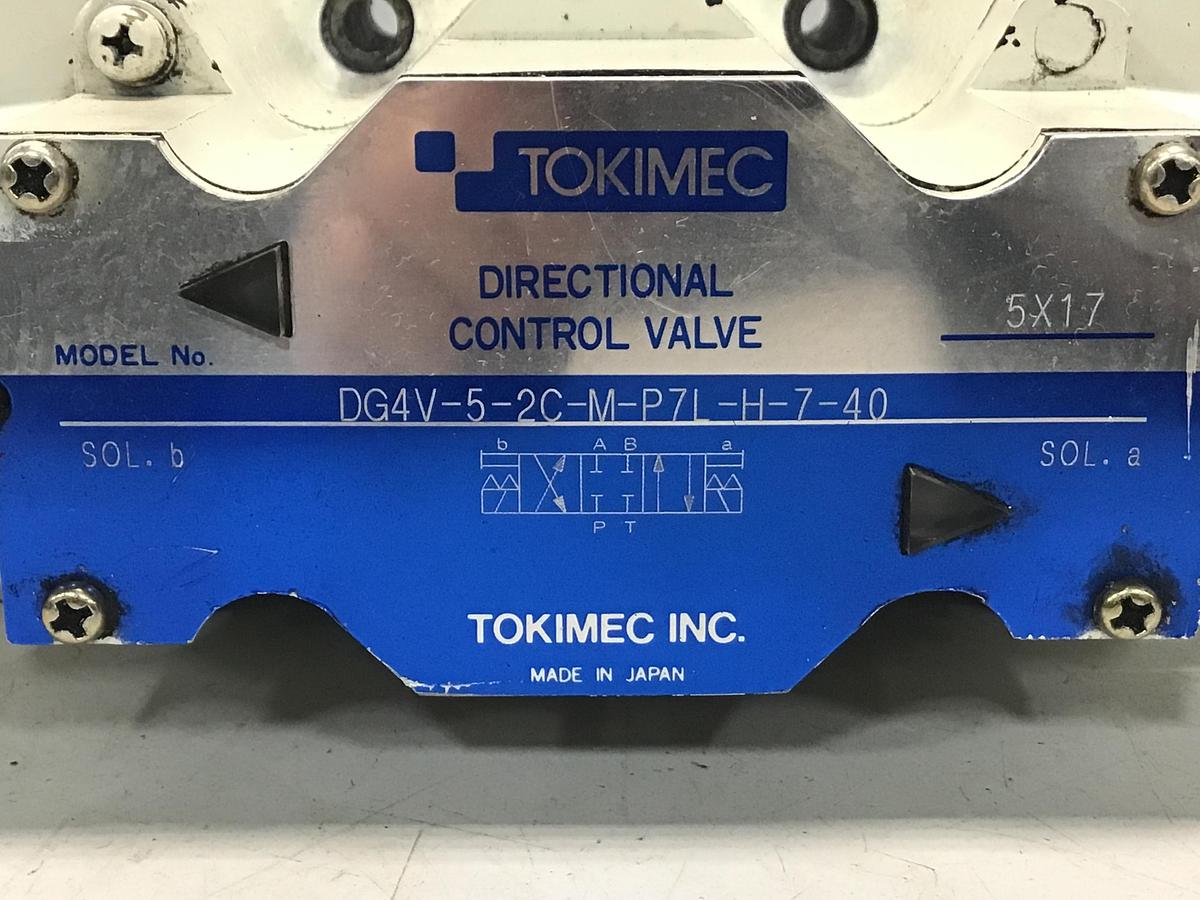 TOKIMEC
DIRECTIONAL
CONTROL VALVE
5X17
MODEL No.
DG4V-5-2C-M-P7L-H-7-40
SOL. b
b A B a
SOL. a
P T
TOKIMEC INC.
MADE IN JAPAN